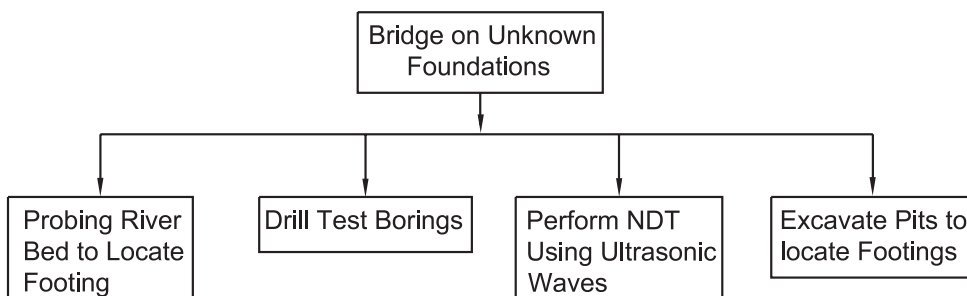 Bridge on Unknown
Foundations
Probing River
Bed to Locate
Footing
Drill Test Borings
Perform NDT
Using Ultrasonic
Waves
Excavate Pits to
locate Footings